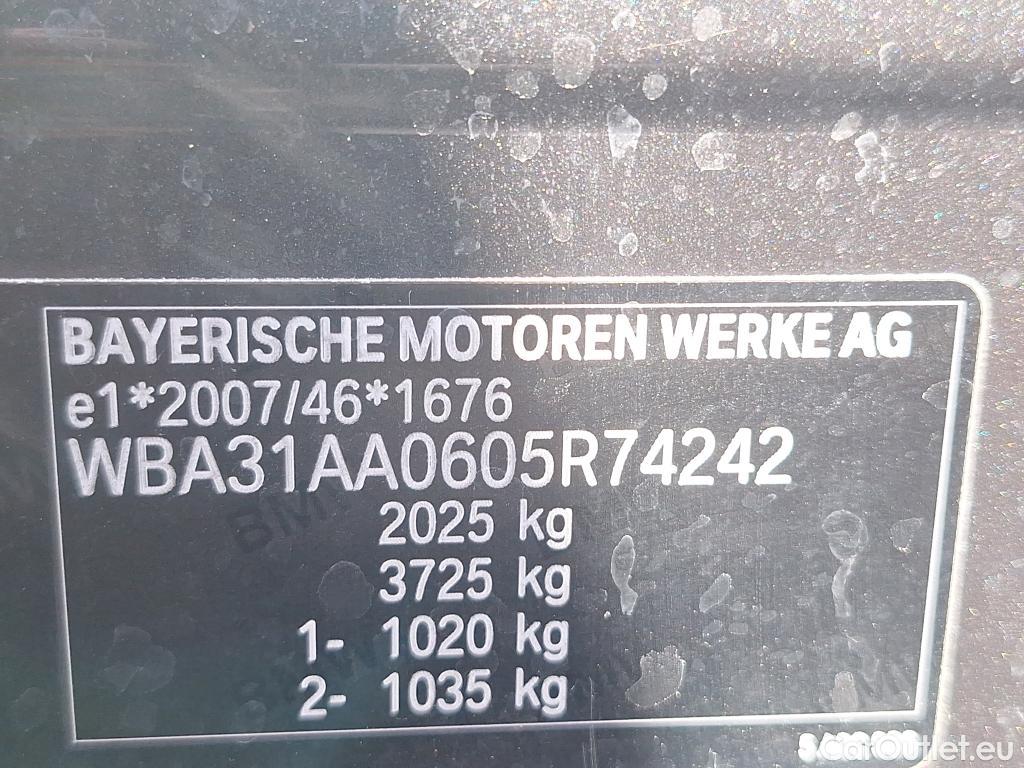 BAYERISCHE MOTOREN WERKE AG
e1*2007/46*1676
WBA31AA0605R74242
2025 kg
3725 kg
1- 1020 kg
2- 1035 kg
CarOutlet.eu